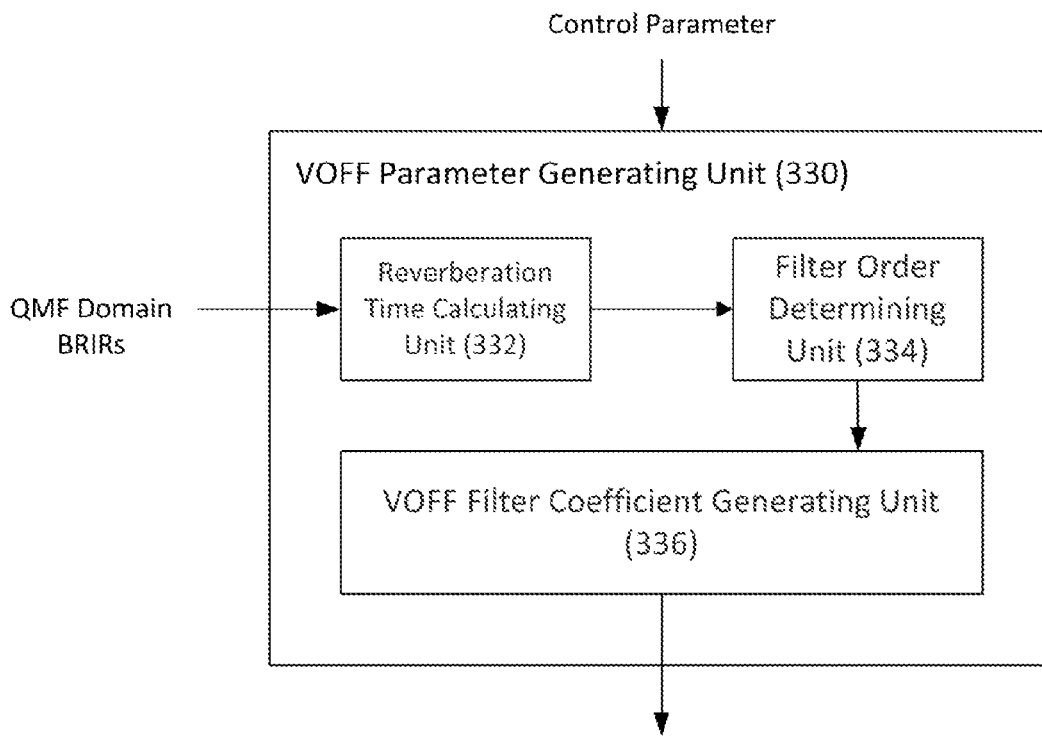 Control Parameter
VOFF Parameter Generating Unit (330)
QMF Domain
BRIRs
Reverberation
Time Calculating
Unit (332)
Filter Order
Determining
Unit (334)
VOFF Filter Coefficient Generating Unit
(336)